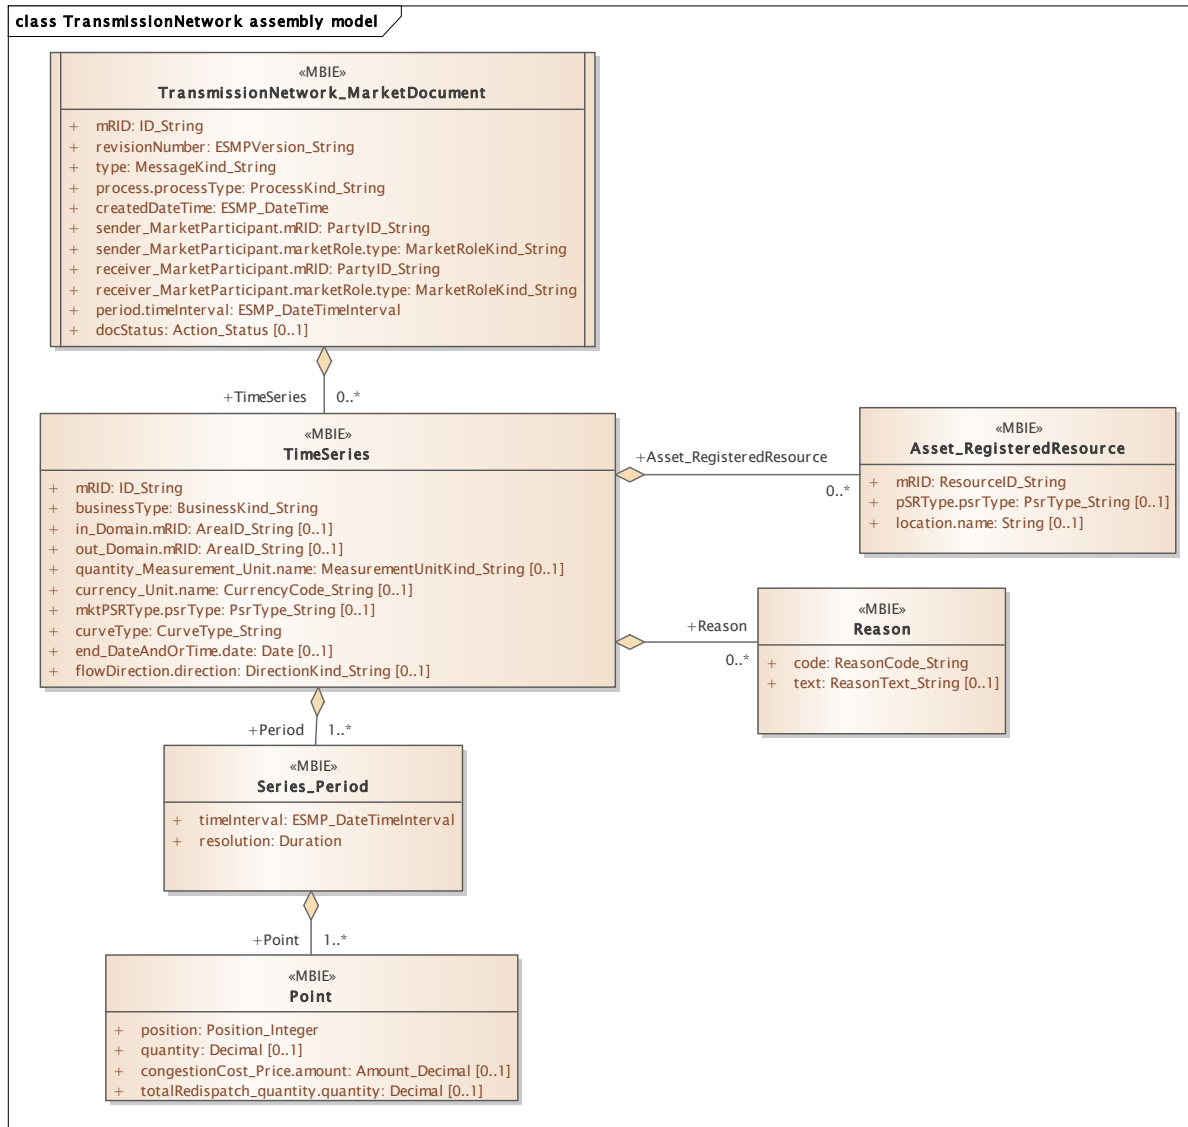 class TransmissionNetwork assembly model
«MBIE»
TransmissionNetwork_MarketDocument
+ mRID: ID_String
+ revisionNumber: ESMPVersion_String
+ type: MessageKind_String
+ process.processType: ProcessKind_String
+ createdDateTime: ESMP_DateTime
+ sender_MarketParticipant.mRID: PartyID_String
+ sender_MarketParticipant.marketRole.type: MarketRoleKind_String
+ receiver_MarketParticipant.mRID: PartyID_String
+ receiver_MarketParticipant.marketRole.type: MarketRoleKind_String
+ period.timeInterval: ESMP_DateTimeInterval
+ docStatus: Action_Status [0..1]
+TimeSeries 0..*
«MBIE»
TimeSeries
+ mRID: ID_String
+ businessType: BusinessKind_String
+ in_Domain.mRID: AreaID_String [0..1]
+ out_Domain.mRID: AreaID_String [0..1]
+ quantity_Measurement_Unit.name: MeasurementUnitKind_String [0..1]
+ currency_Unit.name: CurrencyCode_String [0..1]
+ mktPSRType.psrType: PsrType_String [0..1]
+ curveType: CurveType_String
+ end_DateAndOrTime.date: Date [0..1]
+ flowDirection.direction: DirectionKind_String [0..1]
+Asset_RegisteredResource
0..*
«MBIE»
Asset_RegisteredResource
+ mRID: ResourceID_String
+ pSRType.psrType: PsrType_String [0..1]
+ location.name: String [0..1]
+Reason
0..*
«MBIE»
Reason
+ code: ReasonCode_String
+ text: ReasonText_String [0..1]
+Period 1..*
«MBIE»
Series_Period
+ timeInterval: ESMP_DateTimeInterval
+ resolution: Duration
+Point 1..*
«MBIE»
Point
+ position: Position_Integer
+ quantity: Decimal [0..1]
+ congestionCost_Price.amount: Amount_Decimal [0..1]
+ totalRedispatch_quantity.quantity: Decimal [0..1]